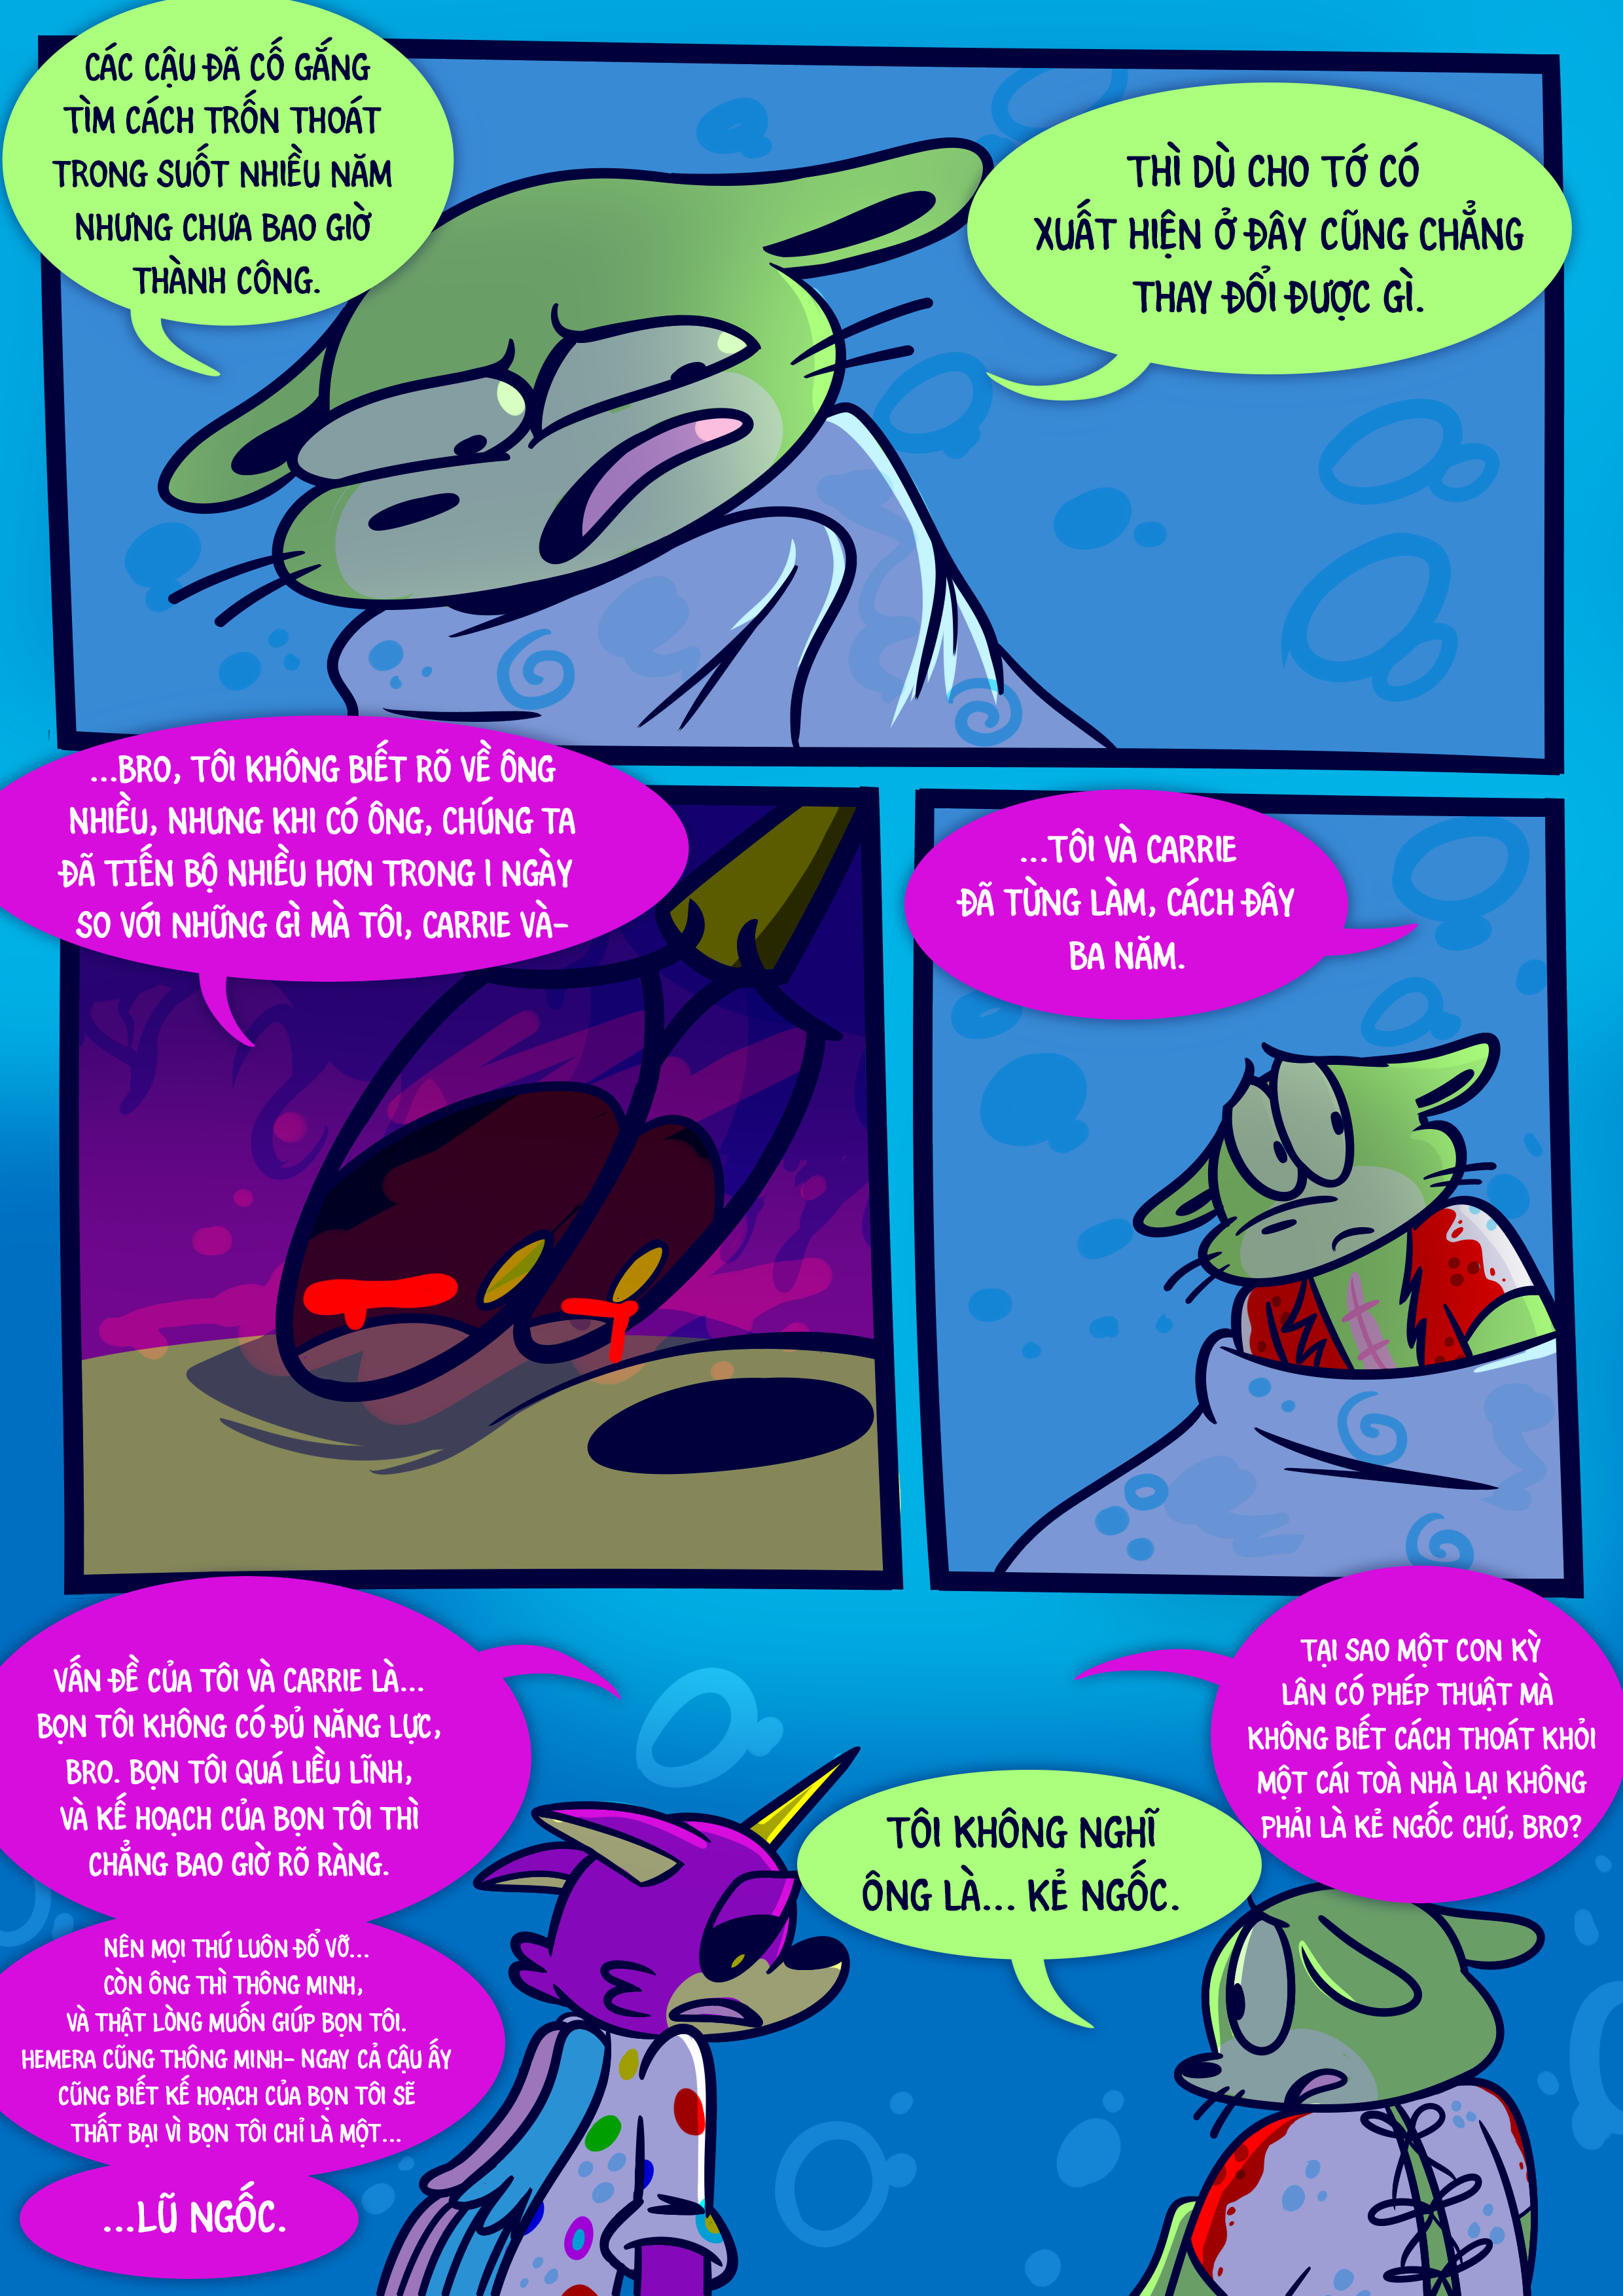 CÁC CẬU ĐÃ CỐ GẮNG
TÌM CÁCH TRỐN THOÁT
TRONG SUỐT NHIỀU NĂM
NHƯNG CHƯA BAO GIỜ
THÀNH CÔNG.
THÌ DÙ CHO TỚ CÓ
XUẤT HIỆN Ở ĐÂY CŨNG CHẲNG
THAY ĐỔI ĐƯỢC GÌ.
...BRO, TÔI KHÔNG BIẾT RÕ VỀ ÔNG
NHIỀU, NHƯNG KHI CÓ ÔNG, CHÚNG TA
ĐÃ TIẾN BỘ NHIỀU HƠN TRONG 1 NGÀY
SO VỚI NHỮNG GÌ MÀ TÔI, CARRIE VÀ-
...TÔI VÀ CARRIE
ĐÃ TỪNG LÀM, CÁCH ĐÂY
BA NĂM.
VẤN ĐỀ CỦA TÔI VÀ CARRIE LÀ...
BỌN TÔI KHÔNG CÓ ĐỦ NĂNG LỰC,
BRO. BỌN TÔI QUÁ LIỀU LĨNH,
VÀ KẾ HOẠCH CỦA BỌN TÔI THÌ
CHẲNG BAO GIỜ RÕ RÀNG.
NÊN MỌI THỨ LUÔN ĐỔ VỠ...
CÒN ÔNG THÌ THÔNG MINH,
VÀ THẬT LÒNG MUỐN GIÚP BỌN TÔI.
HEMERA CŨNG THÔNG MINH- NGAY CẢ CẬU ẤY
CŨNG BIẾT KẾ HOẠCH CỦA BỌN TÔI SẼ
THẤT BẠI VÌ BỌN TÔI CHỈ LÀ MỘT...
...LŨ NGỐC.
TÔI KHÔNG NGHĨ
ÔNG LÀ... KẺ NGỐC.
TẠI SAO MỘT CON KỲ
LÂN CÓ PHÉP THUẬT MÀ
KHÔNG BIẾT CÁCH THOÁT KHỎI
MỘT CÁI TOÀ NHÀ LẠI KHÔNG
PHẢI LÀ KẺ NGỐC CHỨ, BRO?